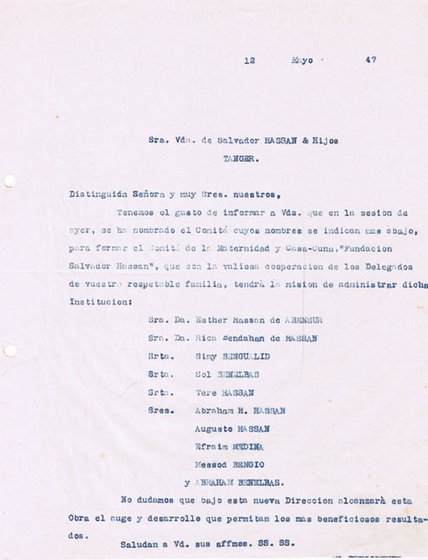 12 Mayo 47
Sra. Vda. de Salvador HASSAN & Hijos
TANGER.
Distinguida Señora y muy Sres. nuestros,
Tenemos el gusto de informar a Vds. que en la sesion de
ayer, se ha nombrado el Comité cuyos nombres se indican mas abajo,
para formar el Comité de la Maternidad y Casa-Cuna,"Fundacion
Salvador Hassan", que con la valiosa cooperacion de los Delegados
de vuestra respetable familia, tendrà la mision de administrar dicha
Institucion:
Sra. Da. Esther Hassan de ABENSUR
Sra. Da. Rica Bendahan de HASSAN
Srta. Simy BENGUALID
Srta. Sol BENELBAS
Srta. Tere HASSAN
Sres. Abraham H. HASSAN
Augusto HASSAN
Efraim MEDINA
Messod BENGIO
y ABRAHAM BENELBAS.
No dudamos que bajo esta nueva Direccion alcanzarà esta
Obra el auge y desarrollo que permitan los mas beneficiosos resulta-
dos.
Saludan a Vd. sus affmos. SS. SS.